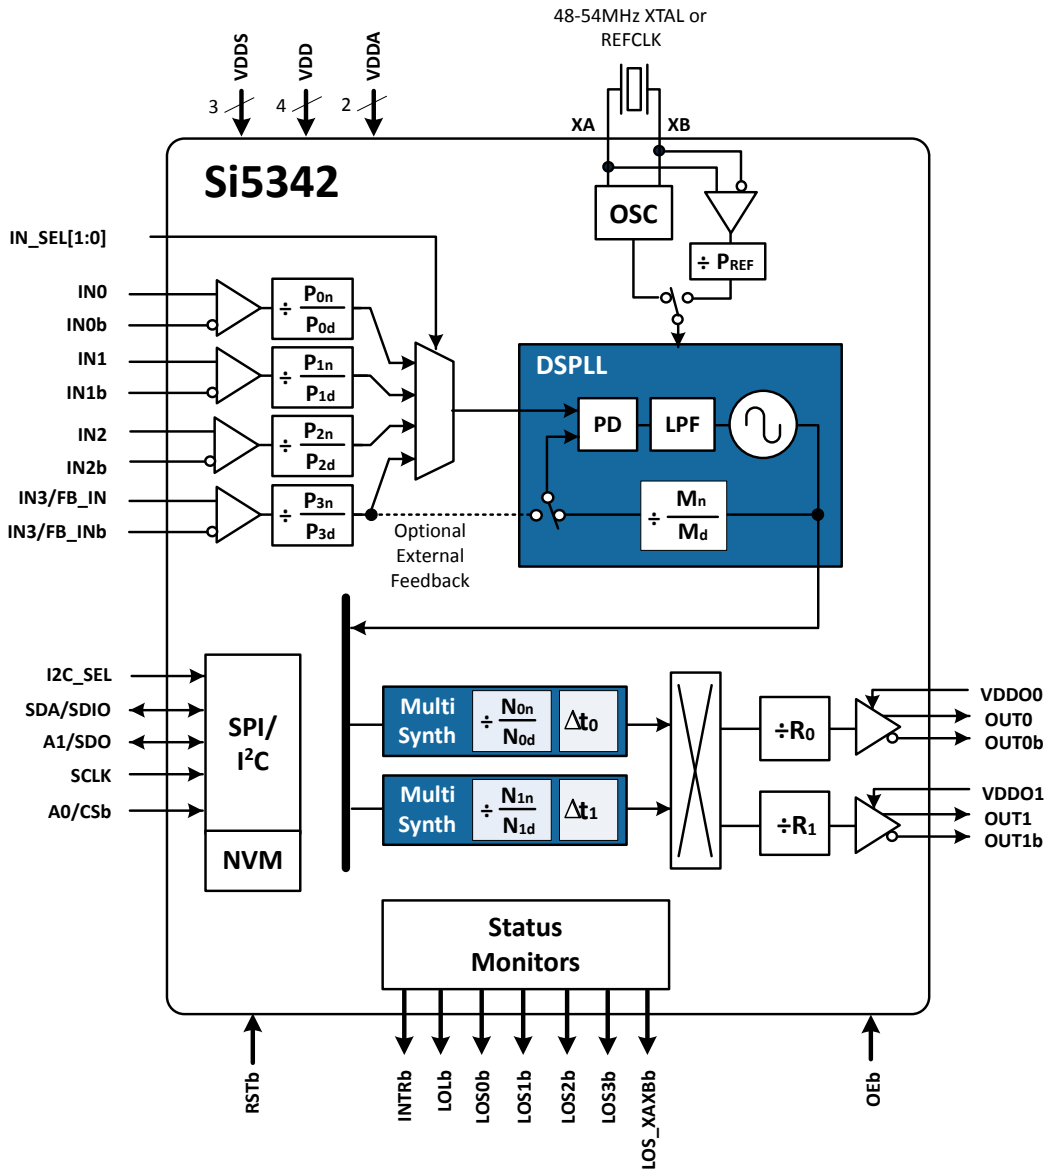 48-54MHz XTAL or
REFCLK
VDDS
VDD
VDDA
3
4
2
XA
XB
Si5342
OSC
÷ PREF
IN_SEL[1:0]
IN0
IN0b
÷ P0n
P0d
IN1
IN1b
÷ P1n
P1d
IN2
IN2b
÷ P2n
P2d
IN3/FB_IN
IN3/FB_INb
÷ P3n
P3d
Optional
External
Feedback
DSPLL
PD
LPF
÷ Mn
Md
I2C_SEL
SDA/SDIO
A1/SDO
SCLK
A0/CSb
SPI/
I²C
NVM
Multi
Synth
÷ N0n
N0d
Δt0
Multi
Synth
÷ N1n
N1d
Δt1
÷R0
÷R1
VDDO0
OUT0
OUT0b
VDDO1
OUT1
OUT1b
Status
Monitors
RSTb
INTRb
LOLb
LOS0b
LOS1b
LOS2b
LOS3b
LOS_XAXBb
OEb